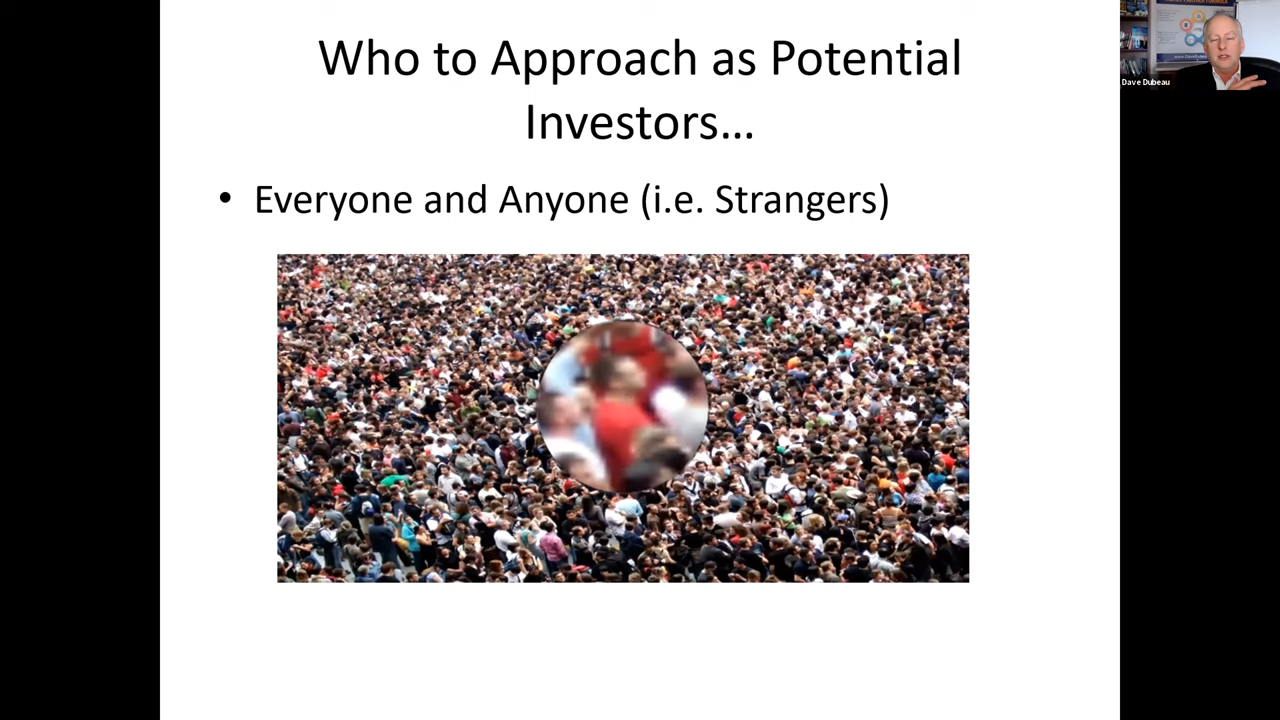 Who to Approach as Potential
Investors...
• Everyone and Anyone (i.e. Strangers)
Dave Dubeau